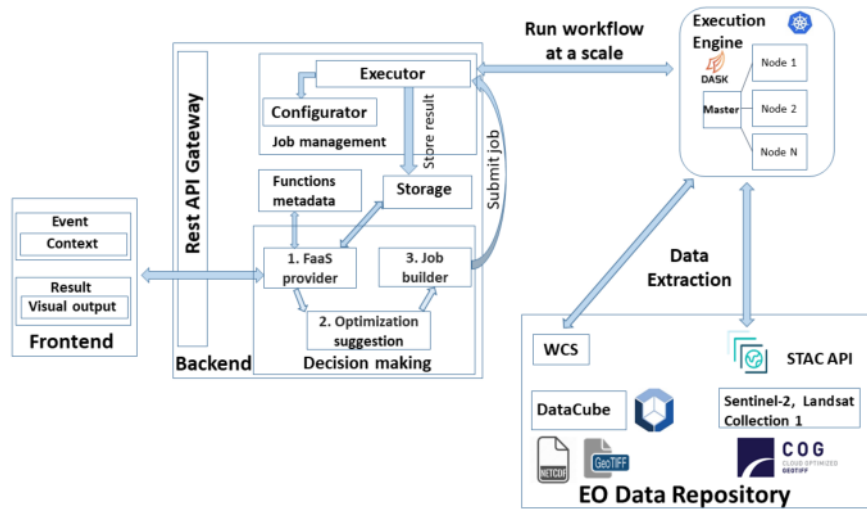 Frontend
Event
Context
Result
Visual output
Backend
Rest API Gateway
Executor
Configurator
Job management
Store result
Submit job
Functions
metadata
Storage
1. FaaS
provider
3. Job
builder
2. Optimization
suggestion
Decision making
Run workflow
at a scale
Execution
Engine
DASK
Master
Node 1
Node 2
Node N
Data
Extraction
WCS
STAC API
DataCube
Sentinel-2, Landsat
Collection 1
NETCDF
GeoTIFF
COG
CLOUD OPTIMIZED
GEOTIFF
EO Data Repository